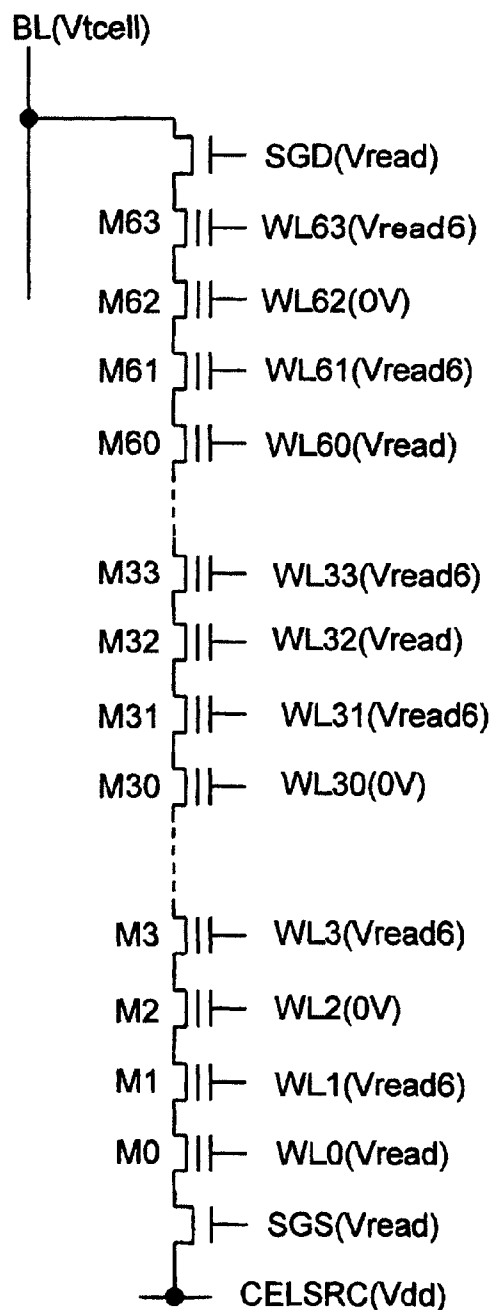 BL(Vtcell)
SGD(Vread)
M63 WL63(Vread6)
M62 WL62(0V)
M61 WL61(Vread6)
M60 WL60(Vread)
M33 WL33(Vread6)
M32 WL32(Vread)
M31 WL31(Vread6)
M30 WL30(0V)
M3 WL3(Vread6)
M2 WL2(0V)
M1 WL1(Vread6)
M0 WL0(Vread)
SGS(Vread)
CELSRC(Vdd)